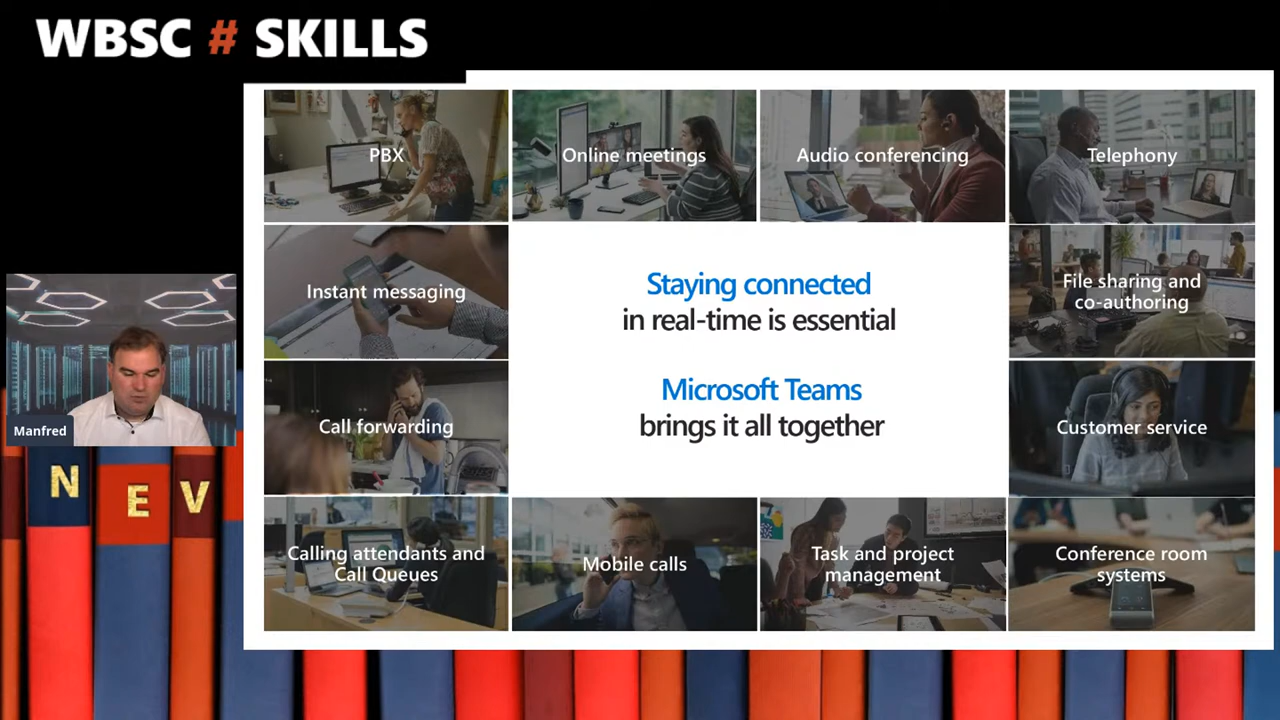 WBSC # SKILLS
PBX
Online meetings
Audio conferencing
Telephony
Instant messaging
Staying connected
in real-time is essential
Microsoft Teams
brings it all together
File sharing and
co-authoring
Call forwarding
Customer service
Manfred
Calling attendants and
Call Queues
Mobile calls
Task and project
management
Conference room
systems
N
E
V